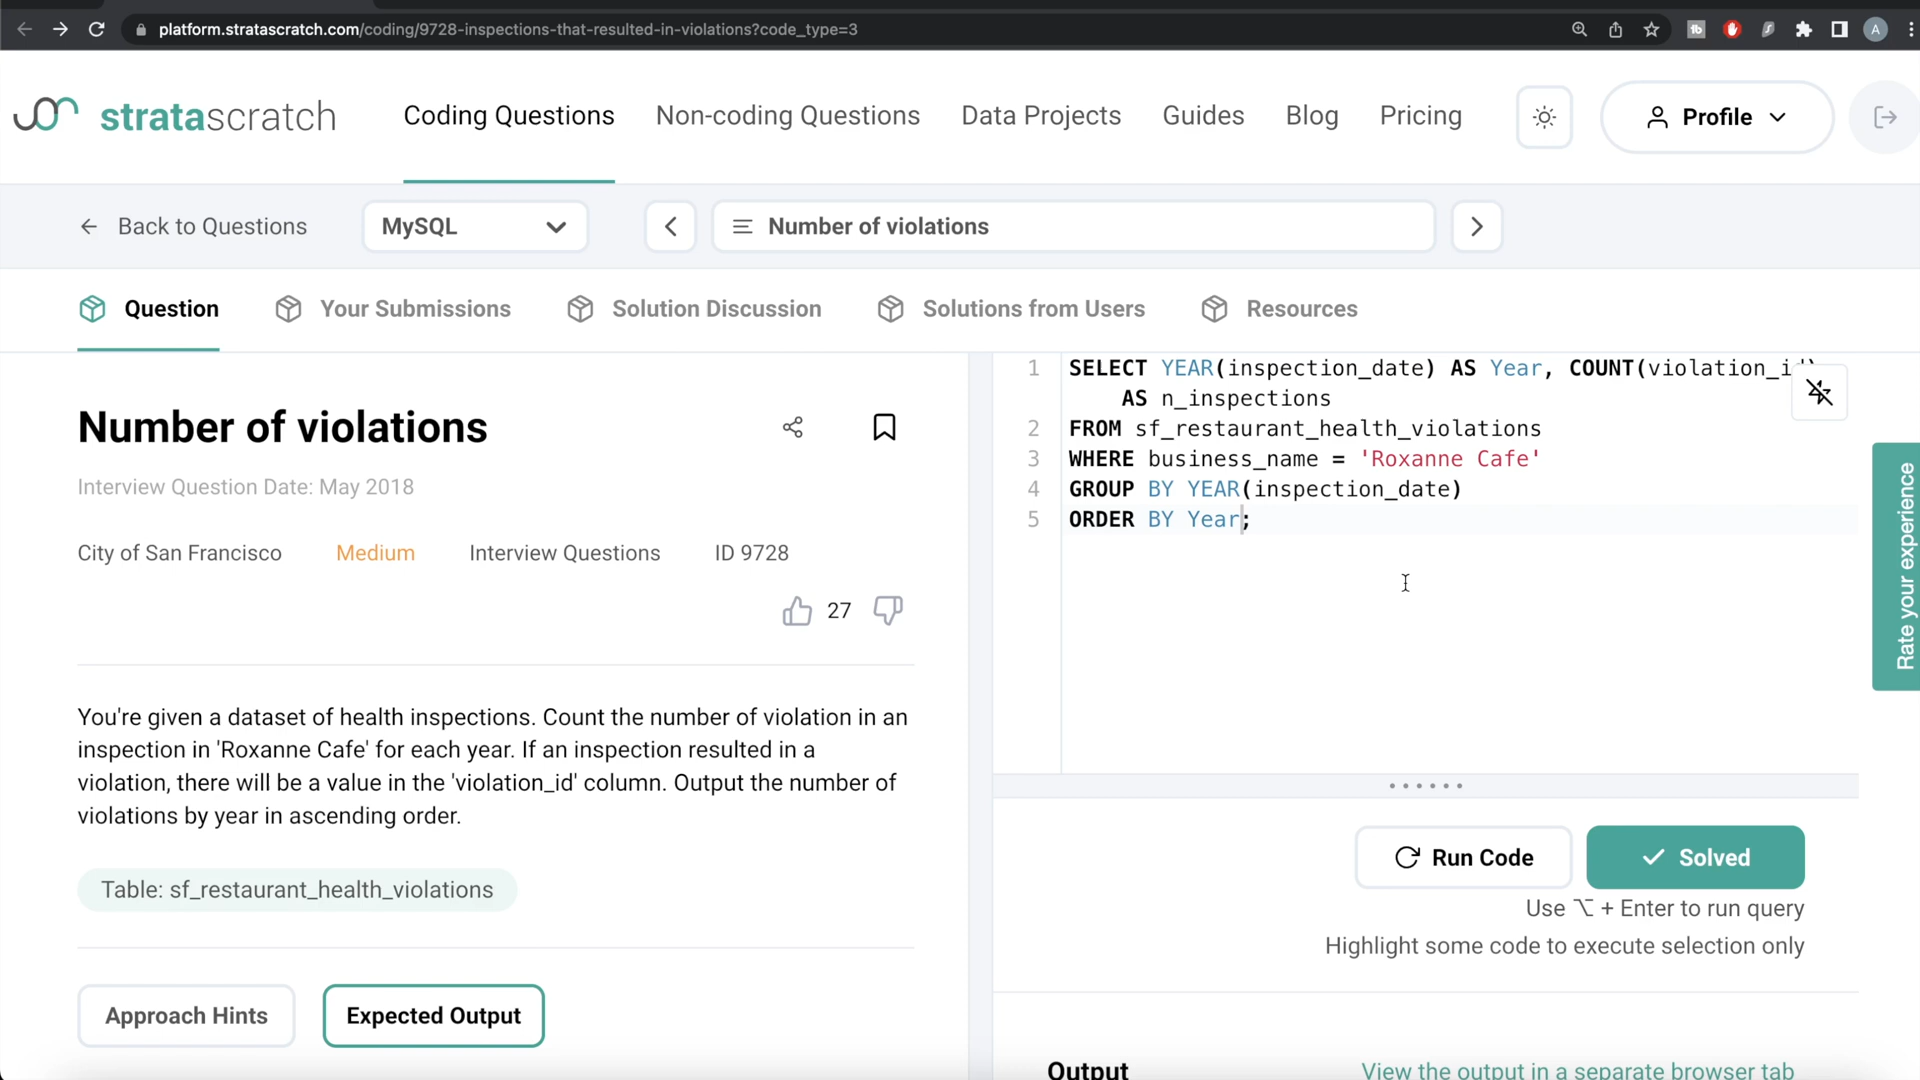 platform.stratascratch.com/coding/9728-inspections-that-resulted-in-violations?code_type=3
A
stratascratch
Coding Questions
Non-coding Questions
Data Projects
Guides
Blog
Pricing
Profile
Back to Questions
MySQL
Number of violations
Question
Your Submissions
Solution Discussion
Solutions from Users
Resources
Number of violations
Interview Question Date: May 2018
City of San Francisco
Medium
Interview Questions
ID 9728
27
You're given a dataset of health inspections. Count the number of violation in an
inspection in 'Roxanne Cafe' for each year. If an inspection resulted in a
violation, there will be a value in the 'violation_id' column. Output the number of
violations by year in ascending order.
Table: sf_restaurant_health_violations
Approach Hints
Expected Output
1 SELECT YEAR(inspection_date) AS Year, COUNT(violation_id)
AS n_inspections
2 FROM sf_restaurant_health_violations
3 WHERE business_name = 'Roxanne Cafe'
4 GROUP BY YEAR(inspection_date)
5 ORDER BY Year;
Rate your experience
Run Code
Solved
Use ⌥ + Enter to run query
Highlight some code to execute selection only
Output
View the output in a separate browser tab